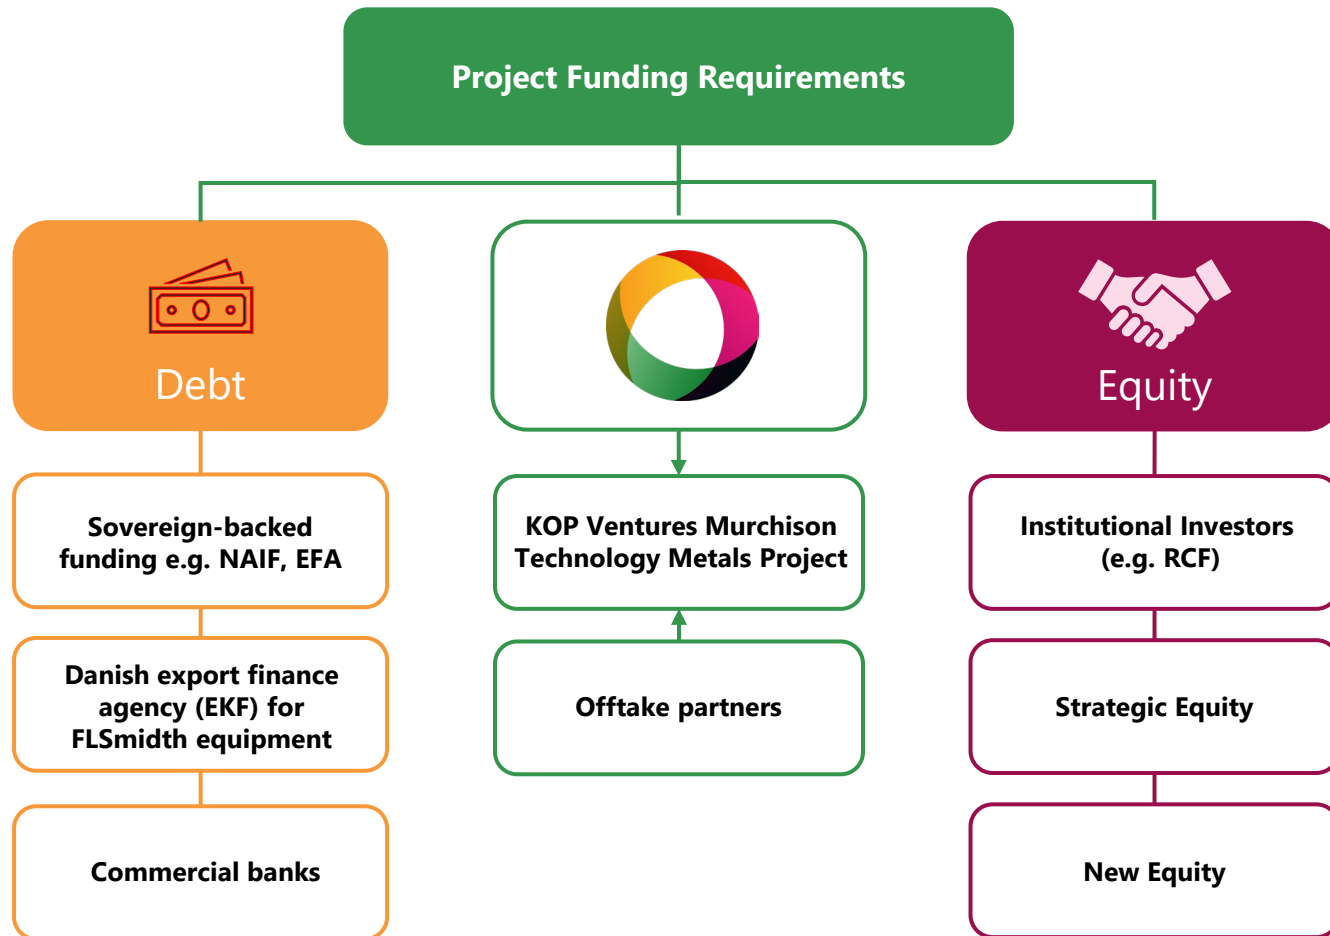 Project Funding Requirements
Debt
Equity
Sovereign-backed
funding e.g. NAIF, EFA
KOP Ventures Murchison
Technology Metals Project
Institutional Investors
(e.g. RCF)
Danish export finance
agency (EKF) for
FLSmidth equipment
Offtake partners
Strategic Equity
Commercial banks
New Equity